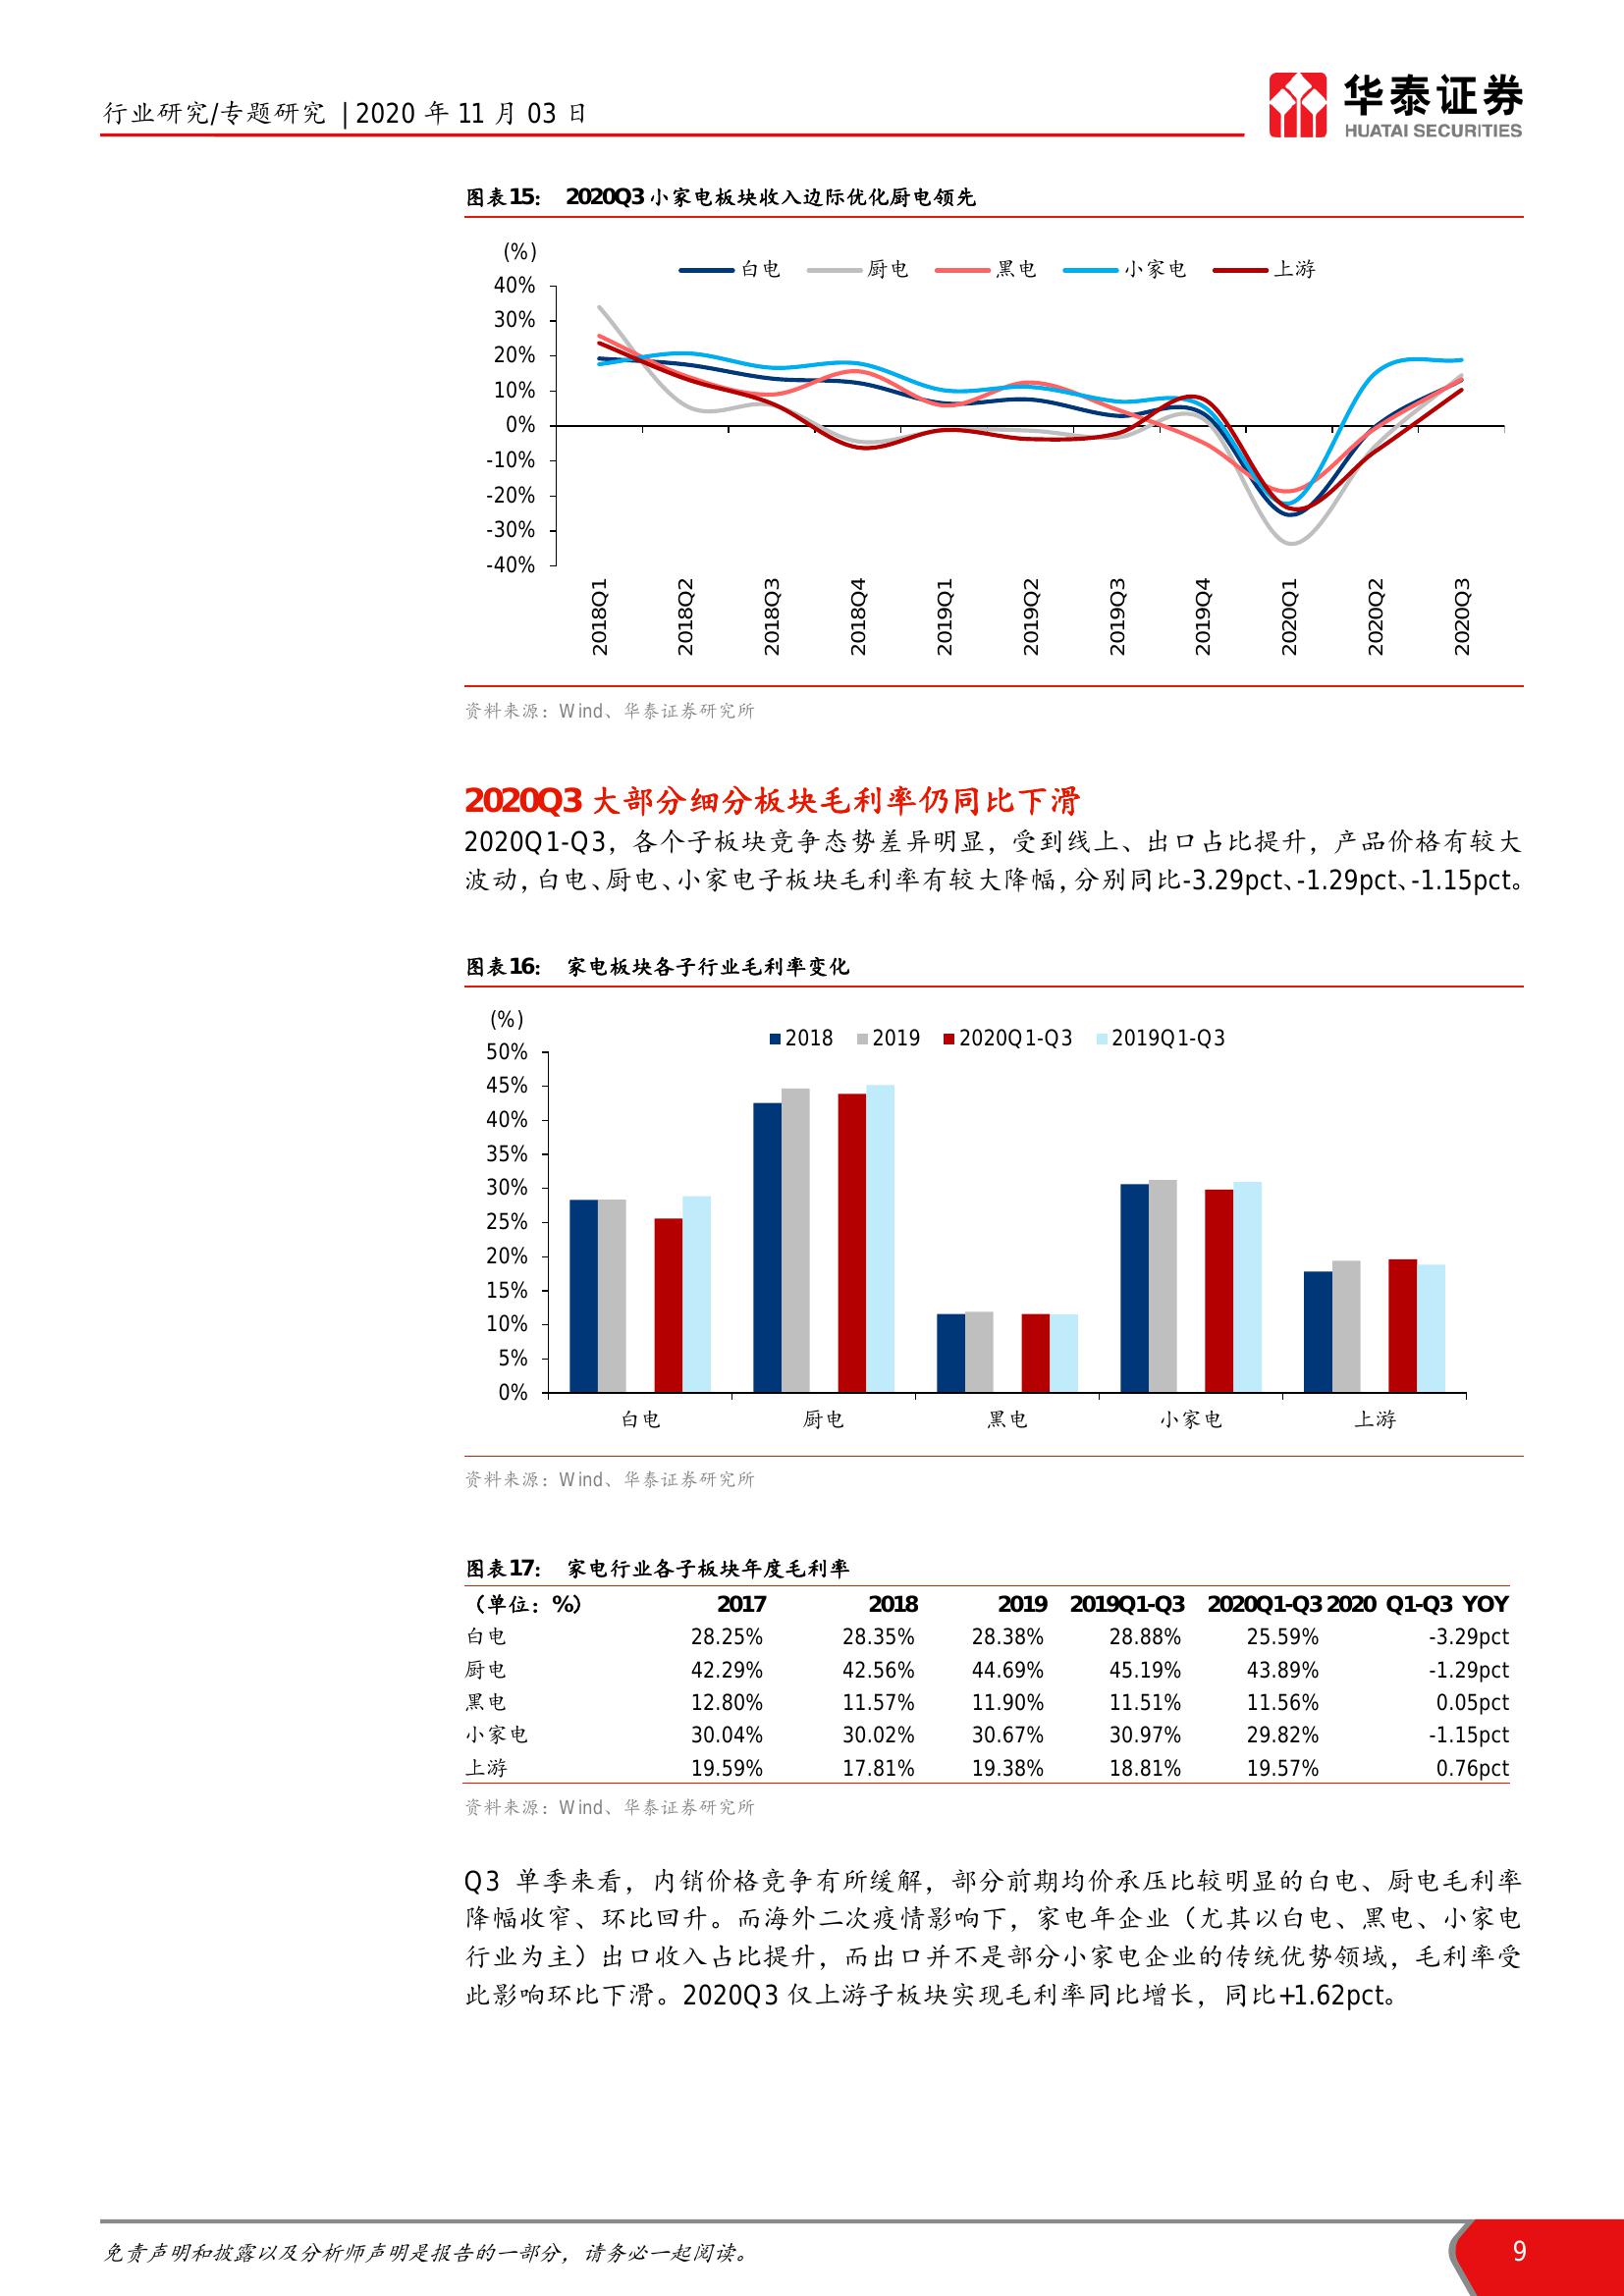 行业研究/专题研究 | 2020 年 11 月 03 日
华泰证券
HUATAI SECURITIES
图表15： 2020Q3 小家电板块收入边际优化厨电领先
(%)
白电 厨电 黑电 小家电 上游
40%
30%
20%
10%
0%
-10%
-20%
-30%
-40%
2018Q1 2018Q2 2018Q3 2018Q4 2019Q1 2019Q2 2019Q3 2019Q4 2020Q1 2020Q2 2020Q3
资料来源：Wind、华泰证券研究所
2020Q3 大部分细分板块毛利率仍同比下滑
2020Q1-Q3，各个子板块竞争态势差异明显，受到线上、出口占比提升，产品价格有较大
波动，白电、厨电、小家电子板块毛利率有较大降幅，分别同比-3.29pct、-1.29pct、-1.15pct。
图表16： 家电板块各子行业毛利率变化
(%)
2018 2019 2020Q1-Q3 2019Q1-Q3
50%
45%
40%
35%
30%
25%
20%
15%
10%
5%
0%
白电 厨电 黑电 小家电 上游
资料来源：Wind、华泰证券研究所
图表17： 家电行业各子板块年度毛利率
（单位：%） 2017 2018 2019 2019Q1-Q3 2020Q1-Q3 2020 Q1-Q3 YOY
白电 28.25% 28.35% 28.38% 28.88% 25.59% -3.29pct
厨电 42.29% 42.56% 44.69% 45.19% 43.89% -1.29pct
黑电 12.80% 11.57% 11.90% 11.51% 11.56% 0.05pct
小家电 30.04% 30.02% 30.67% 30.97% 29.82% -1.15pct
上游 19.59% 17.81% 19.38% 18.81% 19.57% 0.76pct
资料来源：Wind、华泰证券研究所
Q3 单季来看，内销价格竞争有所缓解，部分前期均价承压比较明显的白电、厨电毛利率
降幅收窄、环比回升。而海外二次疫情影响下，家电年企业（尤其以白电、黑电、小家电
行业为主）出口收入占比提升，而出口并不是部分小家电企业的传统优势领域，毛利率受
此影响环比下滑。2020Q3 仅上游子板块实现毛利率同比增长，同比+1.62pct。
免责声明和披露以及分析师声明是报告的一部分，请务必一起阅读。
9